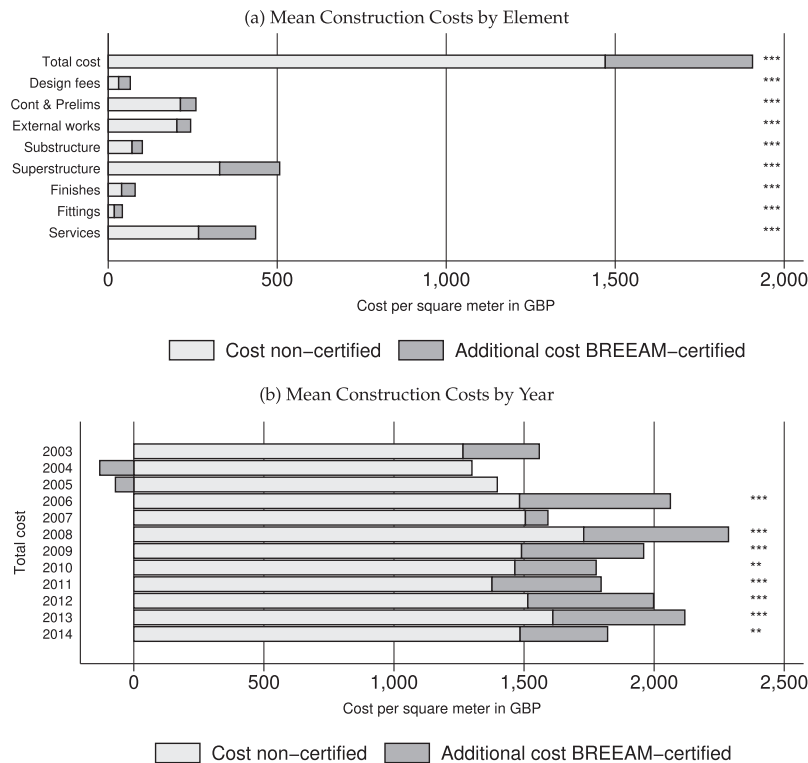 (a) Mean Construction Costs by Element
Total cost ***
Design fees ***
Cont & Prelims ***
External works ***
Substructure ***
Superstructure ***
Finishes ***
Fittings ***
Services ***
0 500 1,000 1,500 2,000
Cost per square meter in GBP
Cost non−certified Additional cost BREEAM−certified
(b) Mean Construction Costs by Year
Total cost
2003
2004
2005
2006 ***
2007
2008 ***
2009 ***
2010 **
2011 ***
2012 ***
2013 ***
2014 **
0 500 1,000 1,500 2,000 2,500
Cost per square meter in GBP
Cost non−certified Additional cost BREEAM−certified